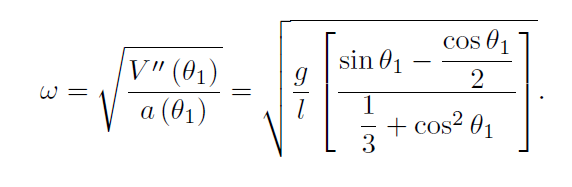 ω = √(V″(θ₁) / a(θ₁)) = √(g/l [(sin θ₁ − cos θ₁/2) / (1/3 + cos² θ₁)]).